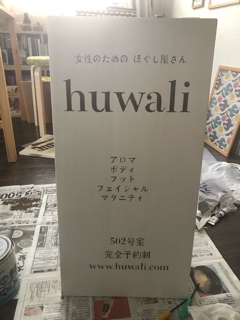 女性のための ほぐし屋さん
huwali
アロマ
ボディ
フット
フェイシャル
マタニティ
502号室
完全予約制
www.huwali.com